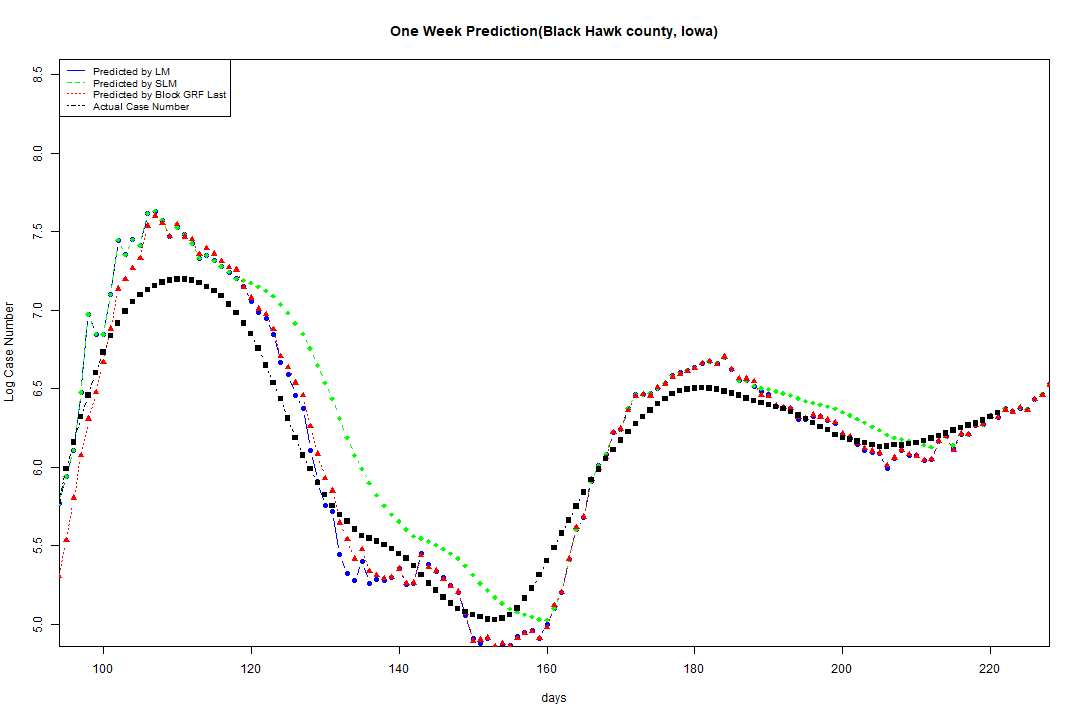 One Week Prediction(Black Hawk county, Iowa)
Predicted by LM
Predicted by SLM
Predicted by Block GRF Last
Actual Case Number
Log Case Number
8.5
8.0
7.5
7.0
6.5
6.0
5.5
5.0
100 120 140 160 180 200 220
days